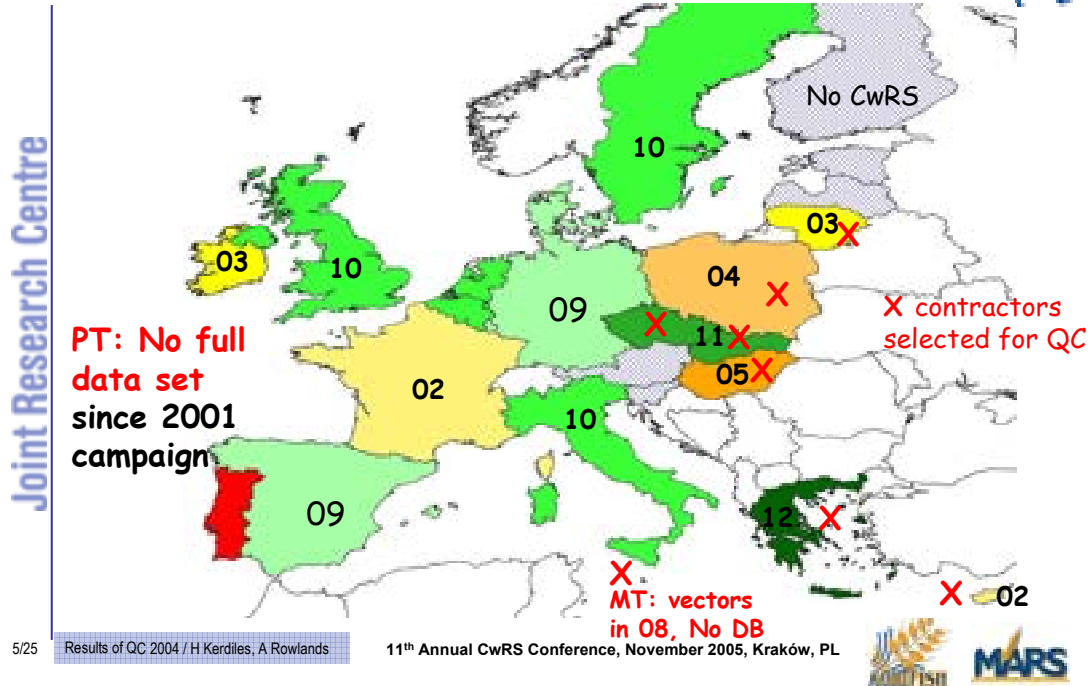 Joint Research Centre
No CwRS
10
03
03
10
04
09
X contractors
selected for QC
11
PT: No full
data set
since 2001
campaign
05
02
10
09
12
02
MT: vectors
in 08, No DB
5/25
Results of QC 2004 / H Kerdiles, A Rowlands
11th Annual CwRS Conference, November 2005, Kraków, PL
AGRIFISH
MARS